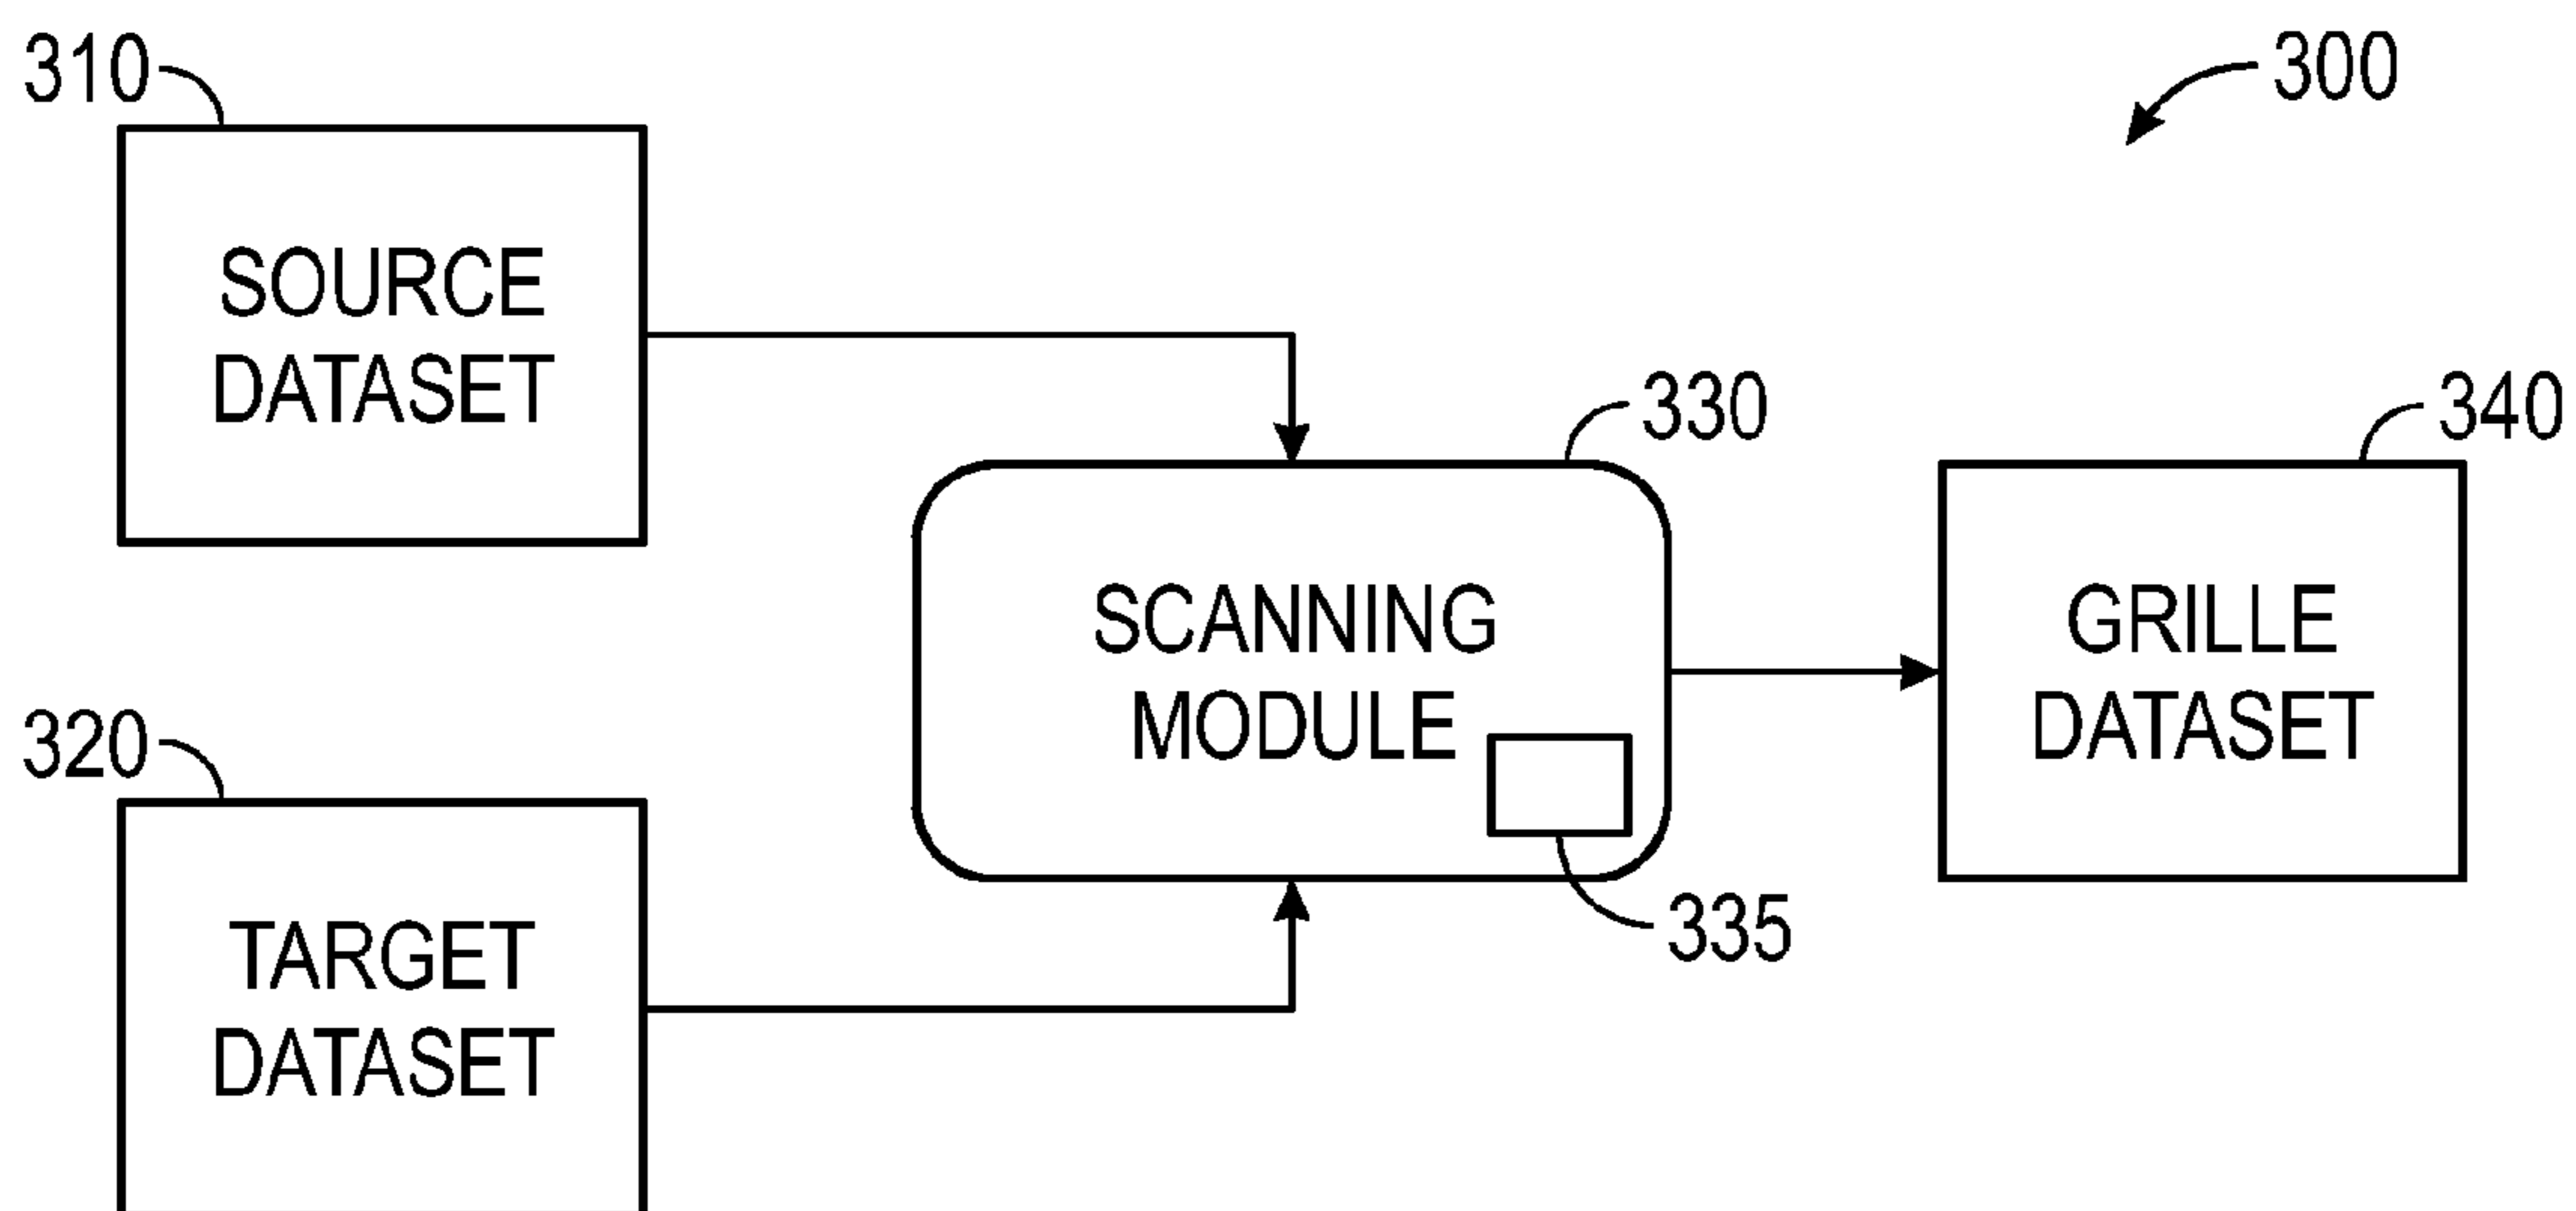 310
300
SOURCE
DATASET
330
340
SCANNING
MODULE
GRILLE
DATASET
320
335
TARGET
DATASET